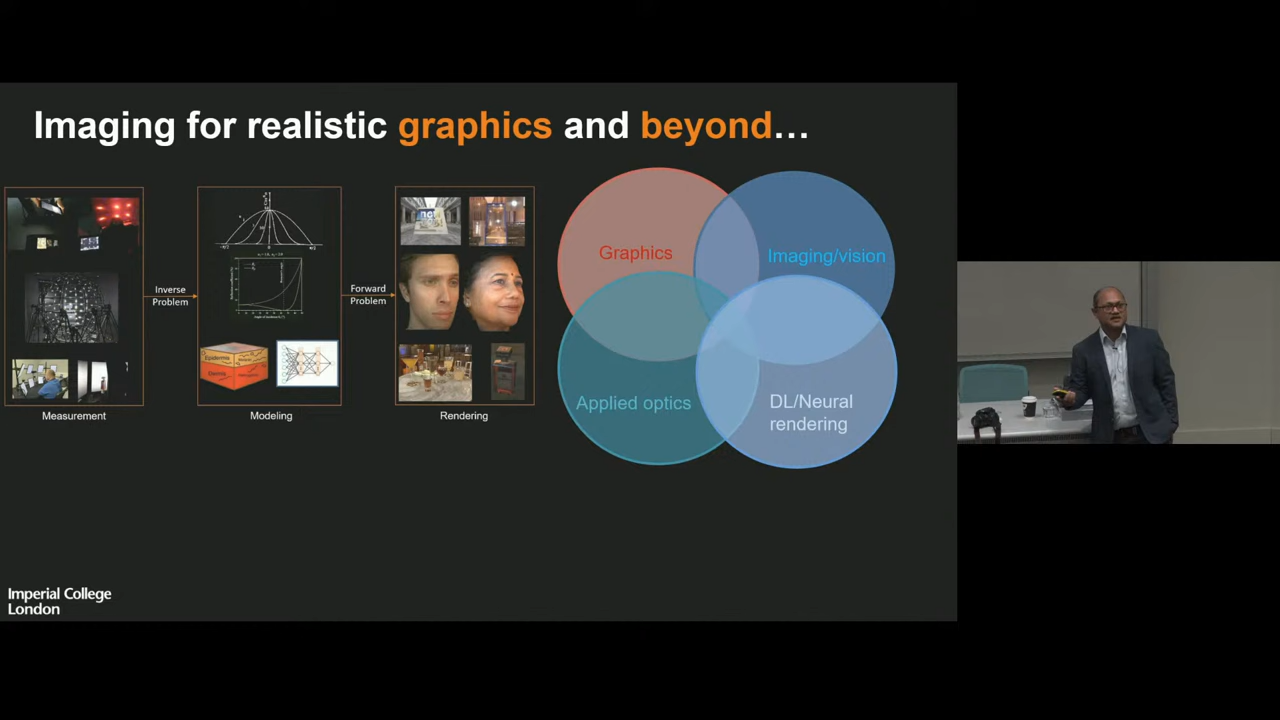 Imaging for realistic graphics and beyond...
Inverse
Problem
Forward
Problem
Epidermis
Measurement
Modeling
Rendering
Graphics
Imaging/vision
Applied optics
DL/Neural
rendering
Imperial College
London